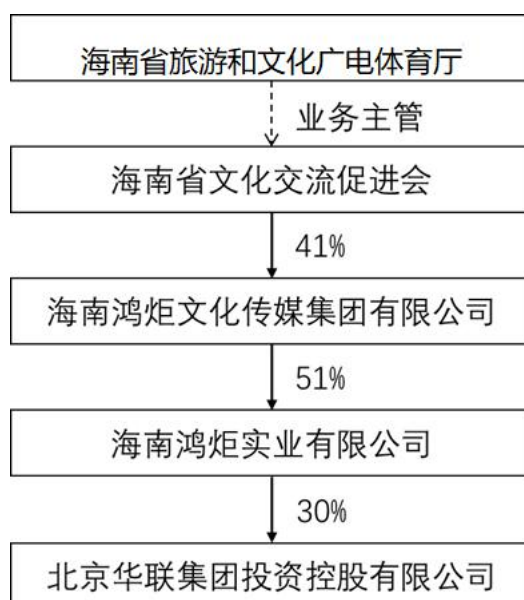 海南省旅游和文化广电体育厅
业务主管
海南省文化交流促进会
41%
海南鸿炬文化传媒集团有限公司
51%
海南鸿炬实业有限公司
30%
北京华联集团投资控股有限公司